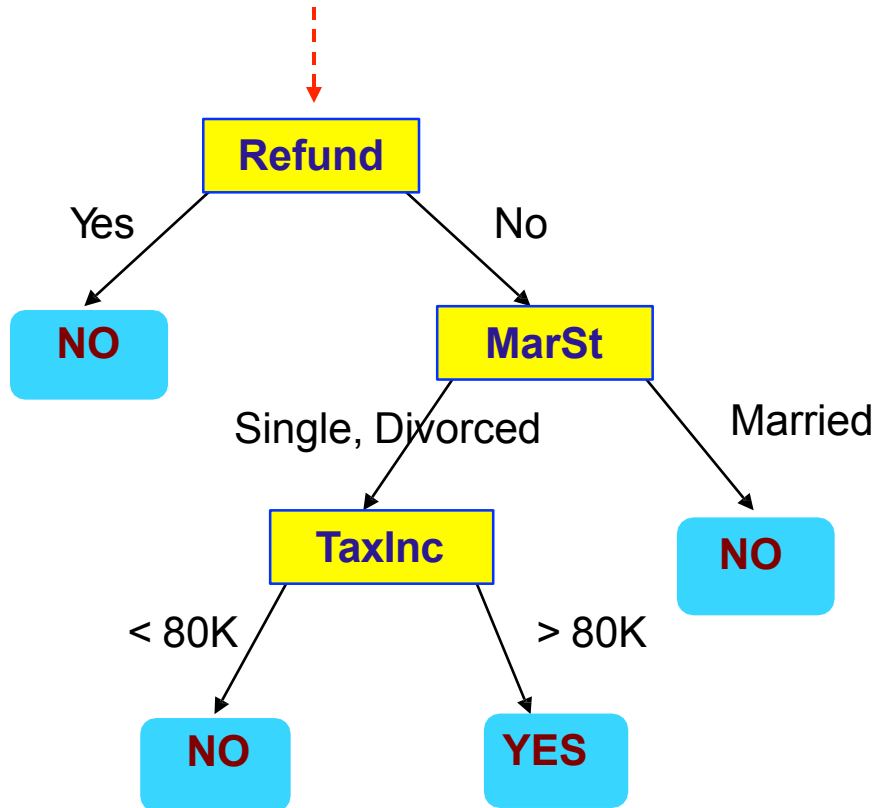 Refund
Yes
No
NO
MarSt
Single, Divorced
Married
TaxInc
NO
< 80K
> 80K
NO
YES